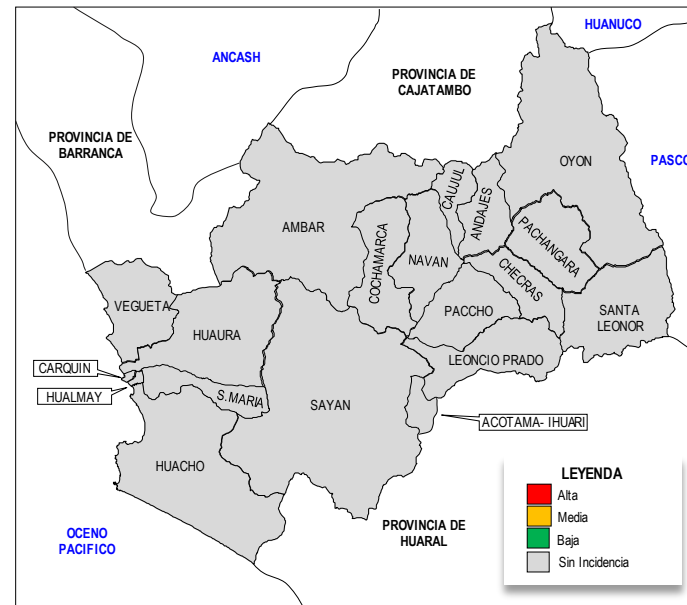 HUANUCO
ANCASH
PROVINCIA DE
CAJATAMBO
PROVINCIA DE
BARRANCA
OYON
PASCO
CAUJUL
ANDAJES
AMBAR
COCHAMARCA
NAVAN
PACHANGARA
CHECRAS
VEGUETA
HUAURA
PACCHO
SANTA
LEONOR
LEONCIO PRADO
CARQUIN
HUALMAY
S.MARIA
SAYAN
ACOTAMA- IHUARI
HUACHO
OCENO
PACIFICO
PROVINCIA DE
HUARAL
LEYENDA
Alta
Media
Baja
Sin Incidencia